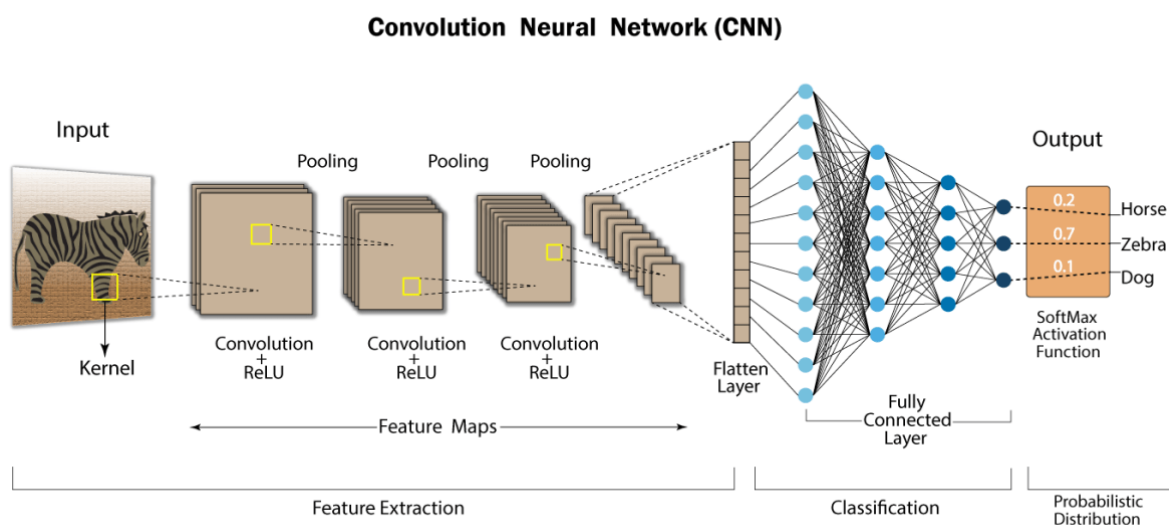 Convolution Neural Network (CNN)
Input
Kernel
Pooling
Pooling
Pooling
Convolution
+
ReLU
Convolution
+
ReLU
Convolution
+
ReLU
Feature Maps
Flatten
Layer
Fully
Connected
Layer
Output
0.2
Horse
0.7
Zebra
0.1
Dog
SoftMax
Activation
Function
Feature Extraction
Classification
Probabilistic
Distribution